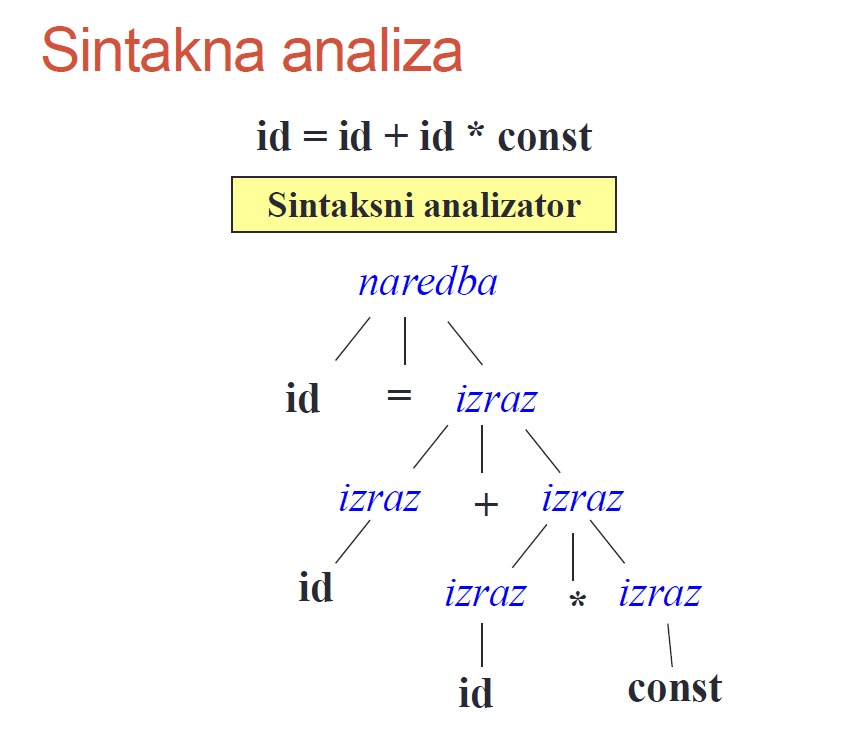 Sintakna analiza
id = id + id * const
Sintaksni analizator
naredba
id = izraz
izraz + izraz
id izraz * izraz
id const